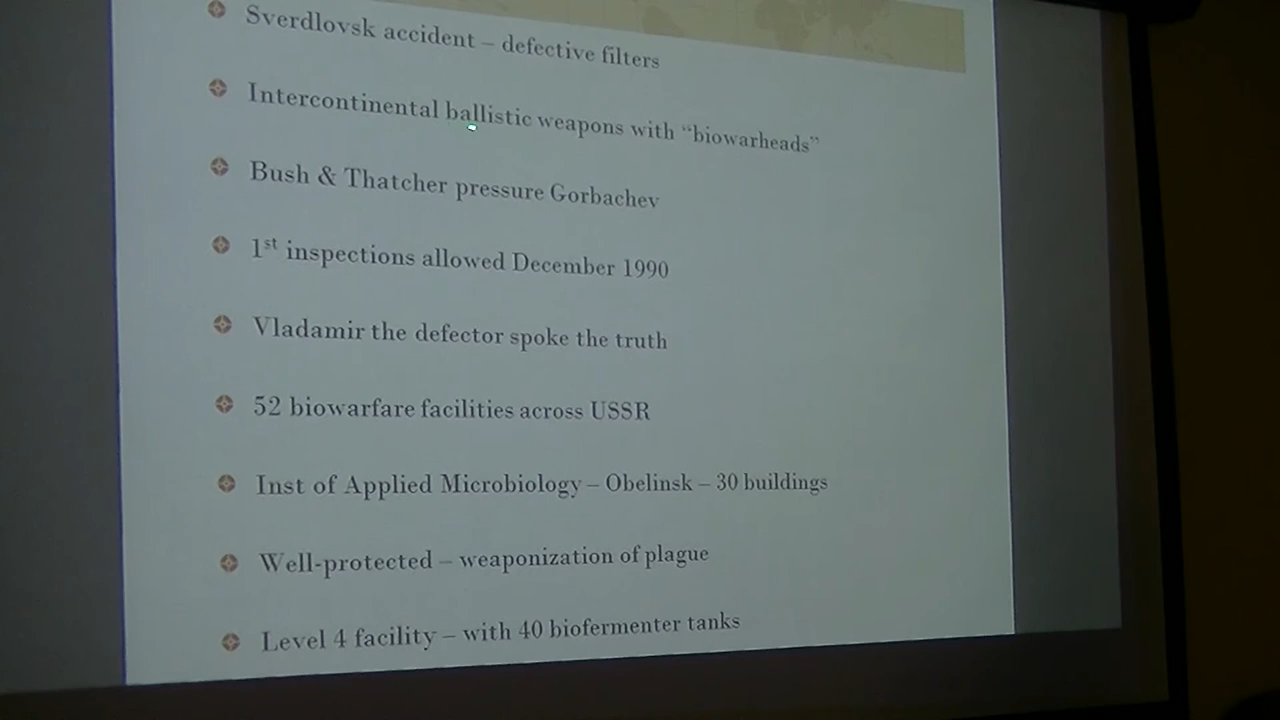 Sverdlovsk accident – defective filters
Intercontinental ballistic weapons with “biowarheads”
Bush & Thatcher pressure Gorbachev
1st inspections allowed December 1990
Vladamir the defector spoke the truth
52 biowarfare facilities across USSR
Inst of Applied Microbiology – Obelinsk – 30 buildings
Well-protected – weaponization of plague
Level 4 facility – with 40 biofermenter tanks